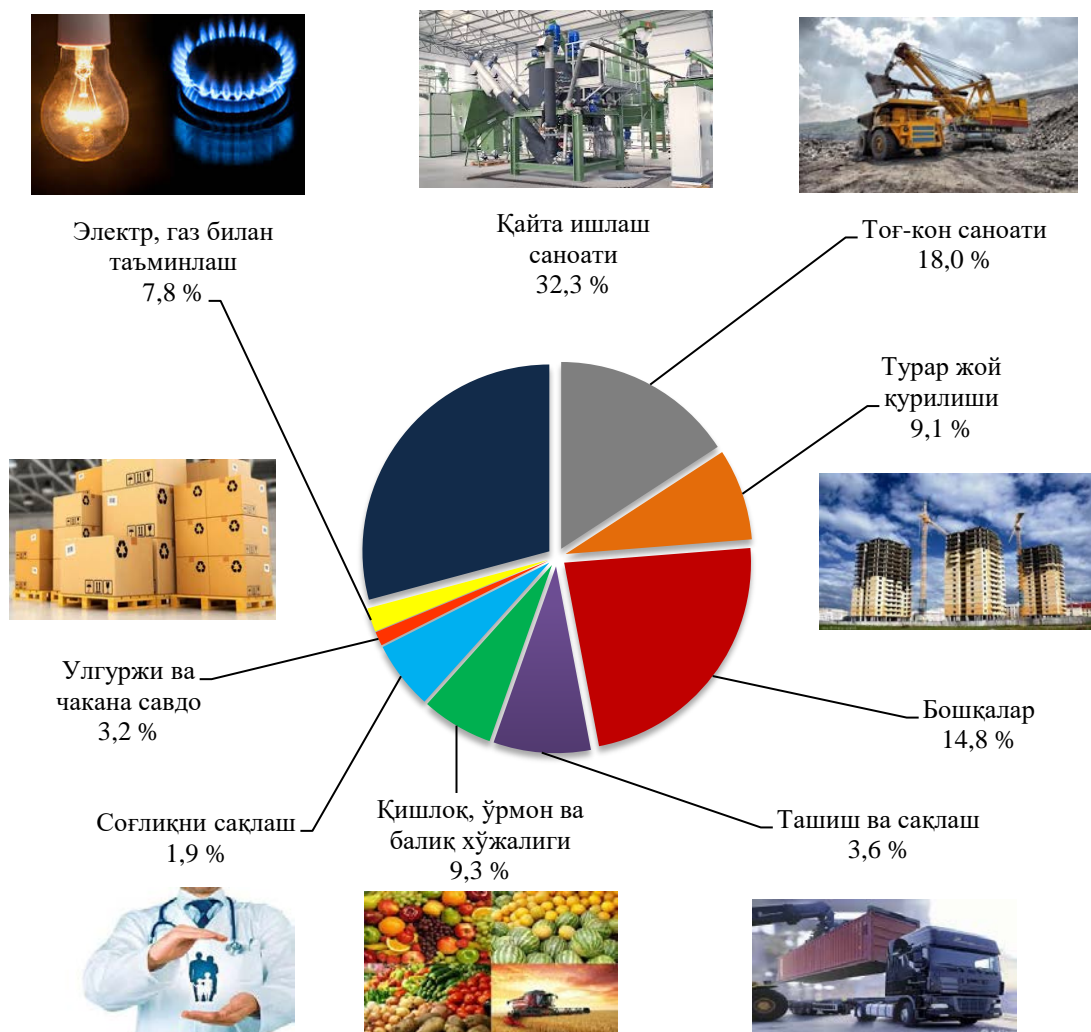 Электр, газ билан
таъминлаш
7,8 %
Қайта ишлаш
саноати
32,3 %
Тоғ-кон саноати
18,0 %
Турар жой
қурилиши
9,1 %
Улгуржи ва
чакана савдо
3,2 %
Бошқалар
14,8 %
Соғлиқни сақлаш
1,9 %
Қишлоқ, ўрмон ва
балиқ хўжалиги
9,3 %
Ташиш ва сақлаш
3,6 %